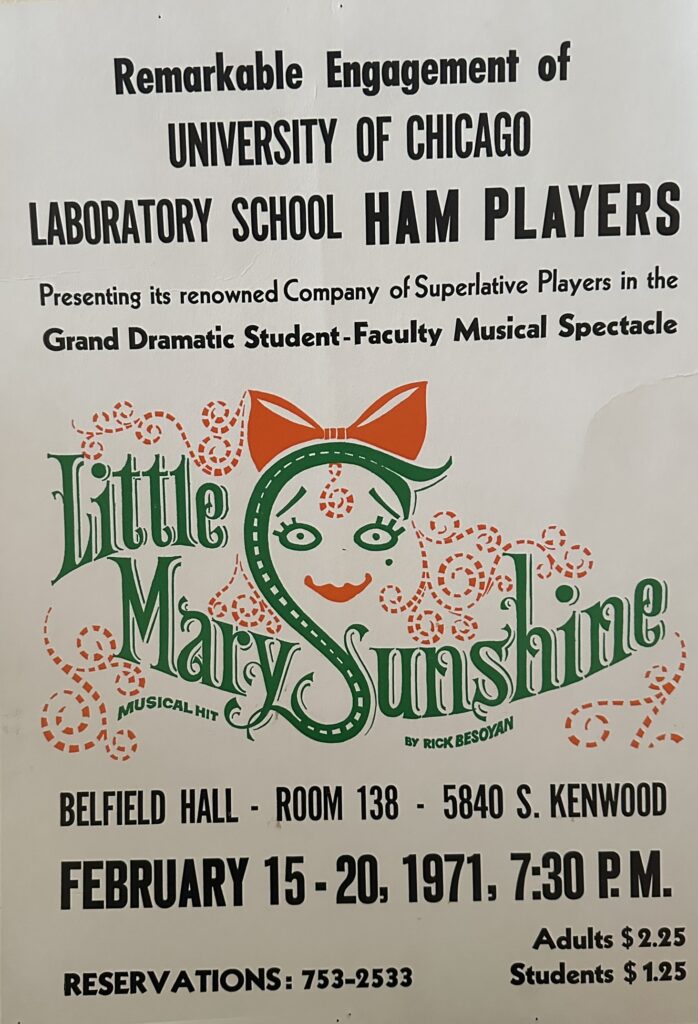 Remarkable Engagement of
UNIVERSITY OF CHICAGO
LABORATORY SCHOOL HAM PLAYERS
Presenting its renowned Company of Superlative Players in the
Grand Dramatic Student-Faculty Musical Spectacle
Little
Mary Sunshine
MUSICAL HIT
BY RICK BESOYAN
BELFIELD HALL - ROOM 138 - 5840 S. KENWOOD
FEBRUARY 15 - 20, 1971, 7:30 P.M.
Adults $2.25
RESERVATIONS: 753-2533 Students $1.25